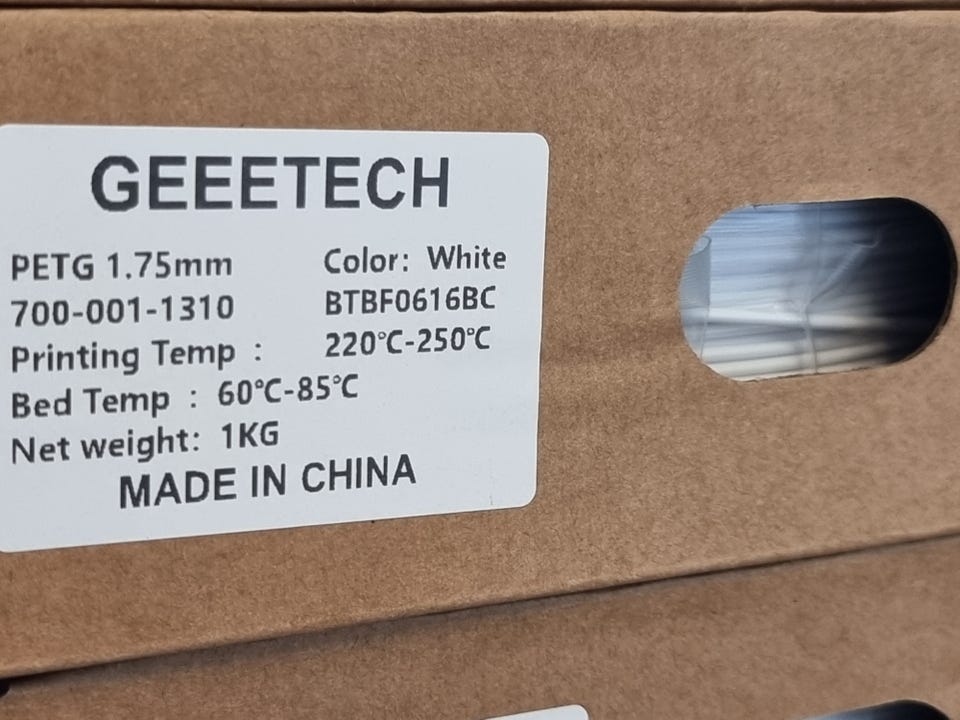 GEEETECH
PETG 1.75mm Color: White
700-001-1310 BTBF0616BC
Printing Temp : 220℃-250℃
Bed Temp : 60℃-85℃
Net weight: 1KG
MADE IN CHINA